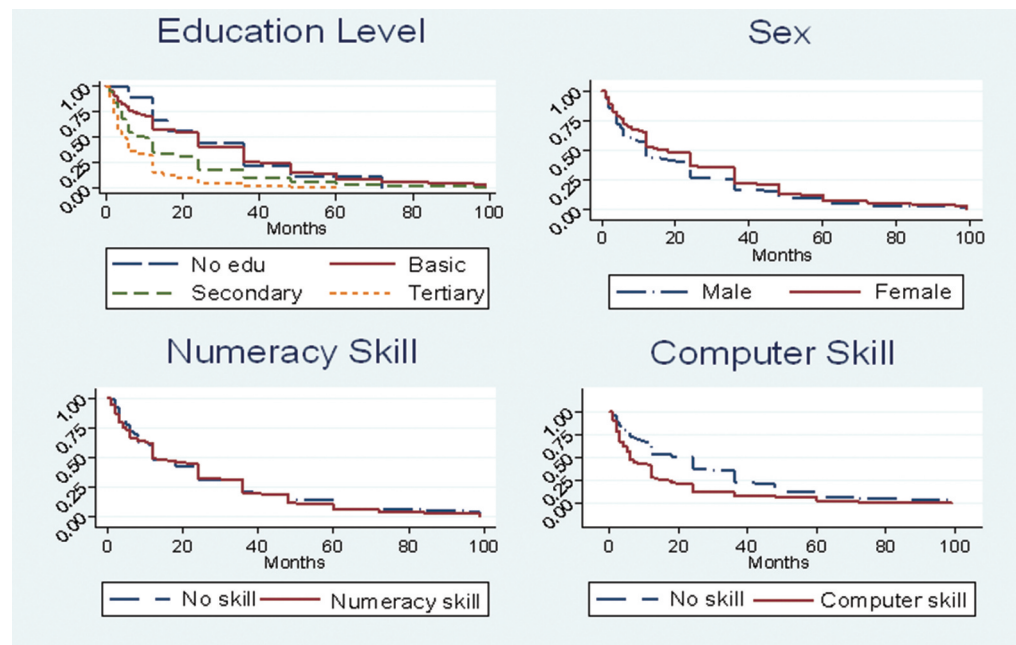 Education Level
1.00
0.75
0.50
0.25
0.00
0 20 40 60 80 100
Months
No edu Basic
Secondary Tertiary
Sex
1.00
0.75
0.50
0.25
0.00
0 20 40 60 80 100
Months
Male Female
Numeracy Skill
1.00
0.75
0.50
0.25
0.00
0 20 40 60 80 100
Months
No skill Numeracy skill
Computer Skill
1.00
0.75
0.50
0.25
0.00
0 20 40 60 80 100
Months
No skill Computer skill